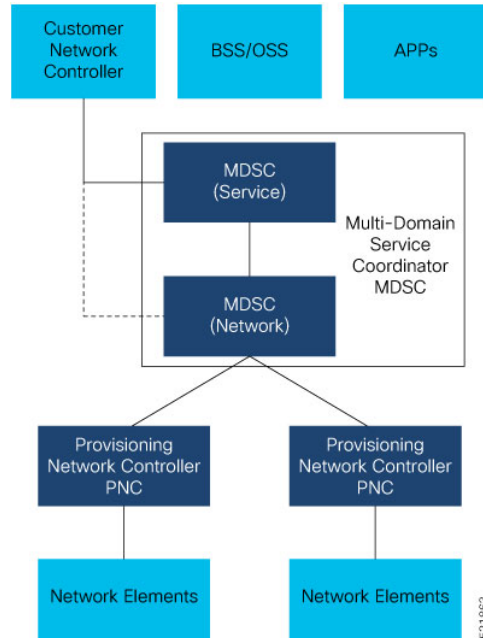 Customer
Network
Controller
BSS/OSS
APPs
MDSC
(Service)
Multi-Domain
Service
Coordinator
MDSC
MDSC
(Network)
Provisioning
Network Controller
PNC
Provisioning
Network Controller
PNC
Network Elements
Network Elements